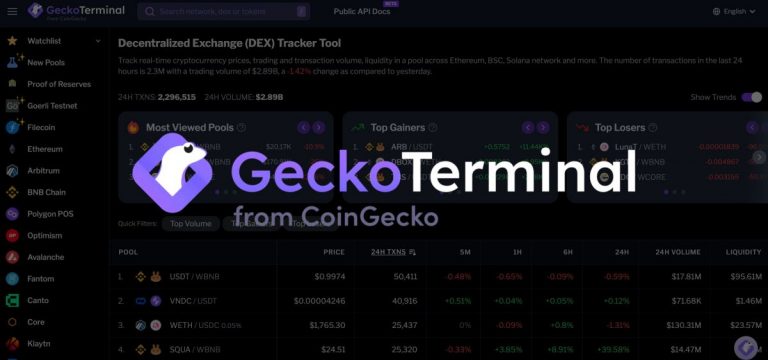 GeckoTerminal
from CoinGecko
Search network, dex or tokens
/
Public API Docs
BETA
English
Watchlist
New Pools
Proof of Reserves
Goerli Testnet
Filecoin
Ethereum
Arbitrum
BNB Chain
Polygon POS
Optimism
Avalanche
Fantom
Canto
Core
Klaytn
Decentralized Exchange (DEX) Tracker Tool
Track real-time cryptocurrency prices, trading and transaction volume, liquidity in a pool across Ethereum, BSC, Solana network and more. The number of transactions in the last 24
hours is 2.3M with a trading volume of $2.89B, a -1.42% change as compared to yesterday.
24H TXNS: 2,296,515 24H VOLUME: $2.89B
Show Trends
Most Viewed Pools
Top Gainers
Top Losers
GeckoTerminal
from CoinGecko
Quick Filters:
Top Volume
POOL PRICE 24H TXNS 5M 1H 6H 24H 24H VOLUME LIQUIDITY
1. USDT / WBNB $0.9974 50,411 -0.48% -0.65% -0.09% -0.59% $17.81M $95.61M
2. VNDC / USDT $0.00004246 40,916 +0.51% +0.04% +0.05% +0.12% $71.68K $1.46M
3. WETH / USDC 0.05% $1,765.30 25,437 0% -0.09% +0.8% -1.31% $130.31M $23.57M
4. SQUA / WBNB $24.51 25,320 -0.33% +3.85% +8.91% +39.58% $14.47M